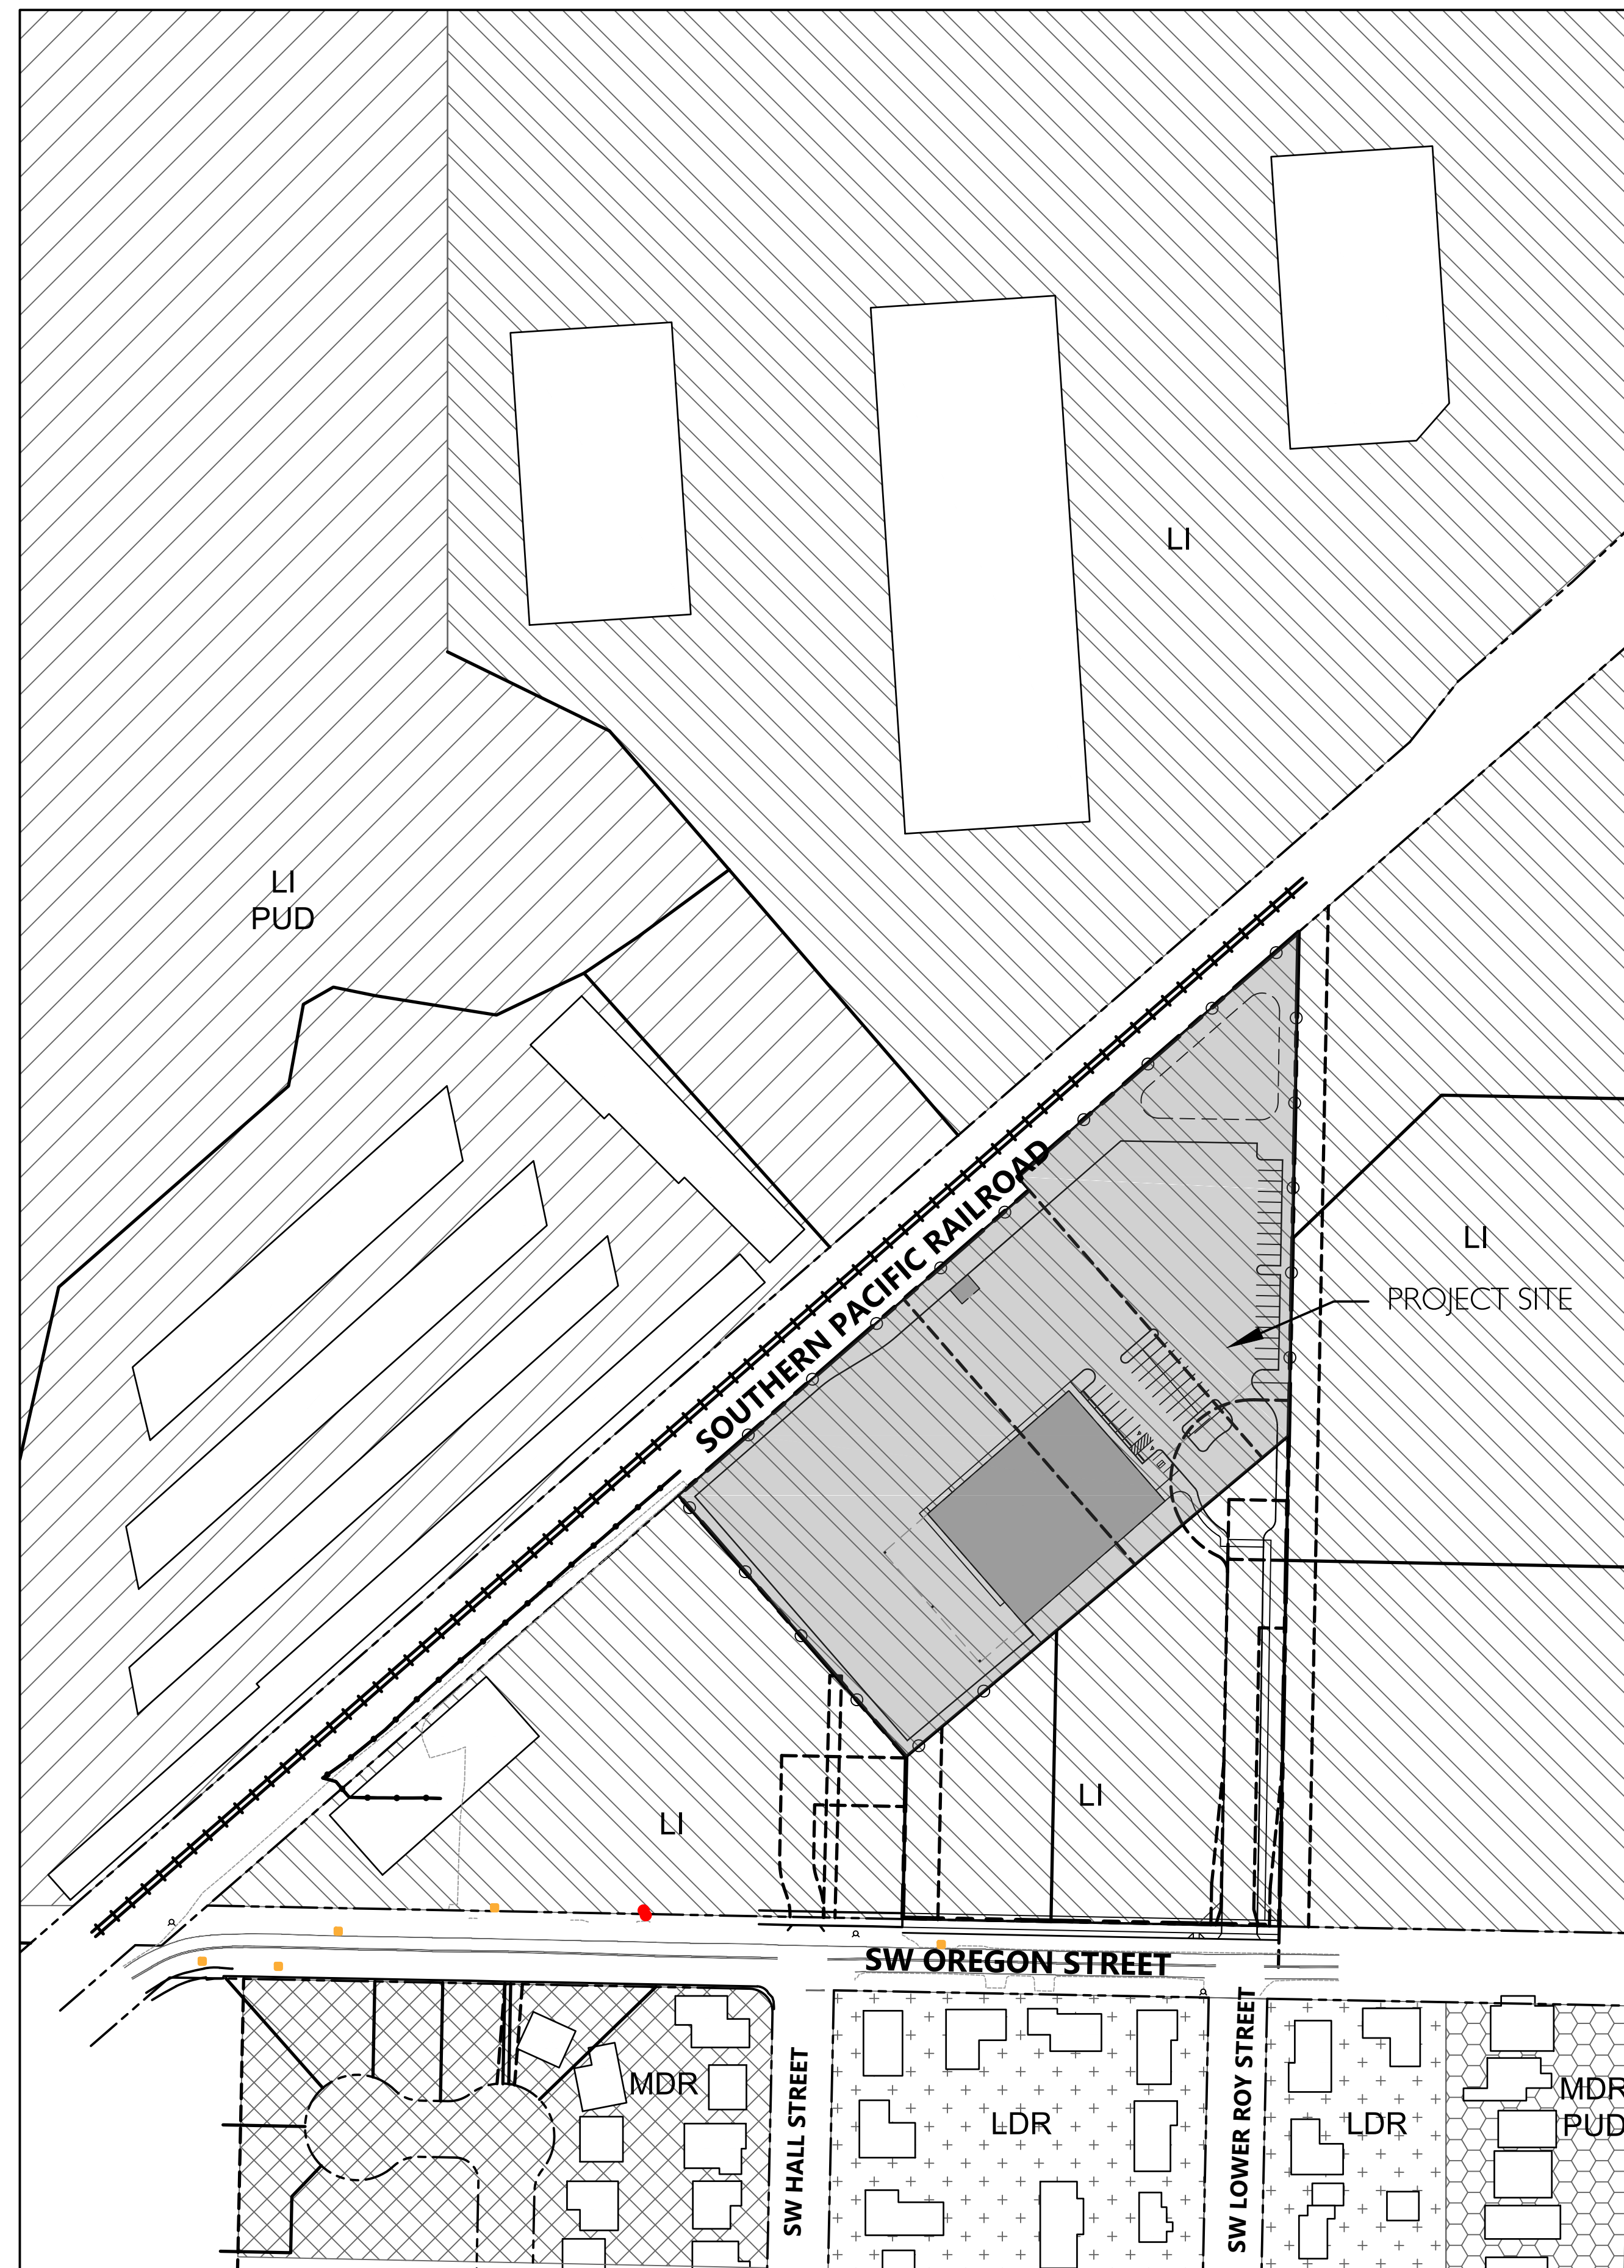 LI
LI
PUD
SOUTHERN PACIFIC RAILROAD
LI
PROJECT SITE
LI
LI
SW OREGON STREET
SW HALL STREET
SW LOWER ROY STREET
MDR
LDR
LDR
MDR
PUD